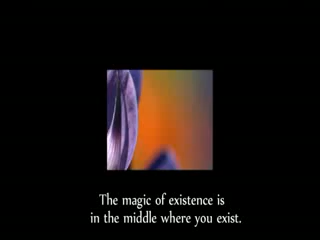 The magic of existence is
in the middle where you exist.